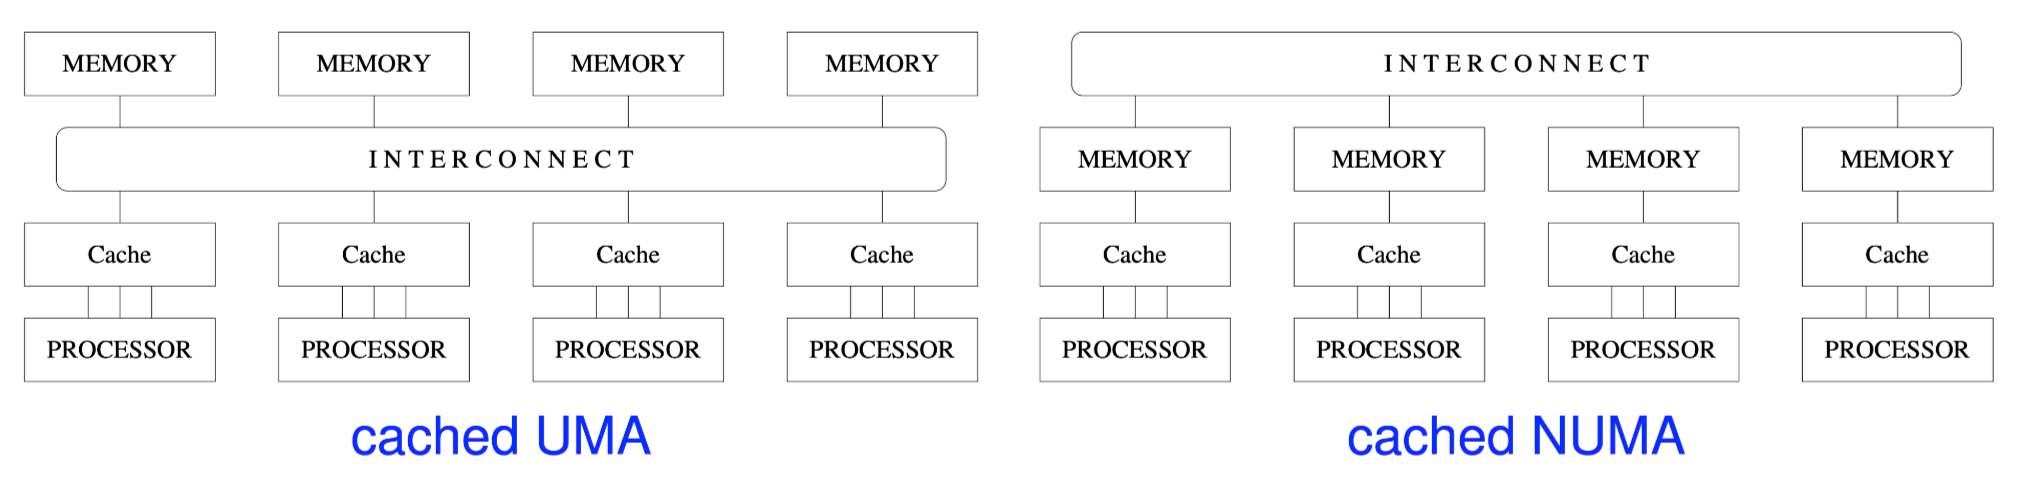 MEMORY MEMORY MEMORY MEMORY
INTERCONNECT
Cache Cache Cache Cache
PROCESSOR PROCESSOR PROCESSOR PROCESSOR
cached UMA
INTERCONNECT
MEMORY MEMORY MEMORY MEMORY
Cache Cache Cache Cache
PROCESSOR PROCESSOR PROCESSOR PROCESSOR
cached NUMA